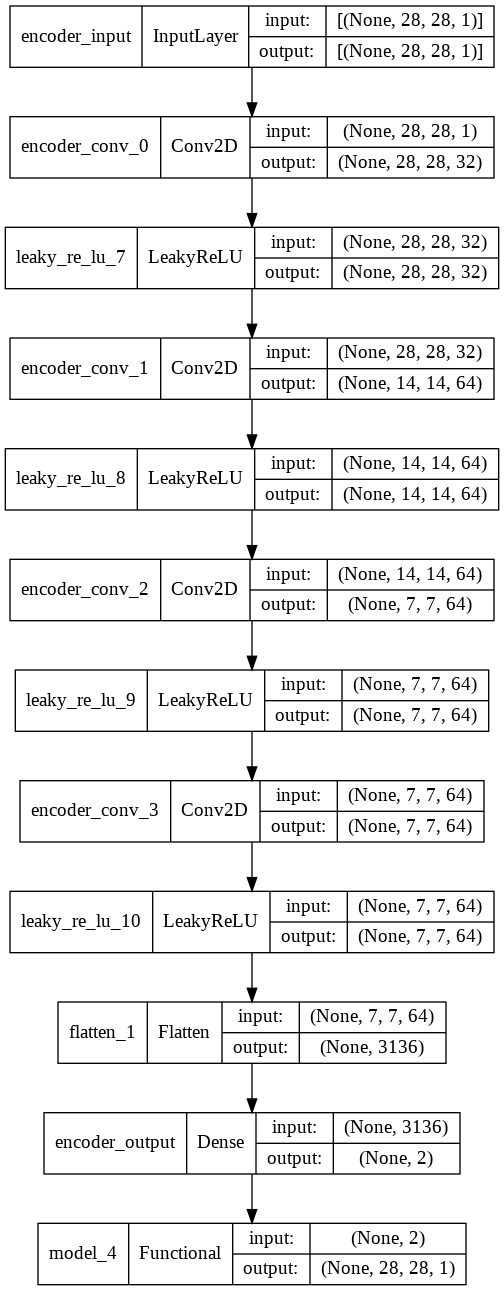 encoder_input InputLayer input: [(None, 28, 28, 1)]
output: [(None, 28, 28, 1)]
encoder_conv_0 Conv2D input: (None, 28, 28, 1)
output: (None, 28, 28, 32)
leaky_re_lu_7 LeakyReLU input: (None, 28, 28, 32)
output: (None, 28, 28, 32)
encoder_conv_1 Conv2D input: (None, 28, 28, 32)
output: (None, 14, 14, 64)
leaky_re_lu_8 LeakyReLU input: (None, 14, 14, 64)
output: (None, 14, 14, 64)
encoder_conv_2 Conv2D input: (None, 14, 14, 64)
output: (None, 7, 7, 64)
leaky_re_lu_9 LeakyReLU input: (None, 7, 7, 64)
output: (None, 7, 7, 64)
encoder_conv_3 Conv2D input: (None, 7, 7, 64)
output: (None, 7, 7, 64)
leaky_re_lu_10 LeakyReLU input: (None, 7, 7, 64)
output: (None, 7, 7, 64)
flatten_1 Flatten input: (None, 7, 7, 64)
output: (None, 3136)
encoder_output Dense input: (None, 3136)
output: (None, 2)
model_4 Functional input: (None, 2)
output: (None, 28, 28, 1)